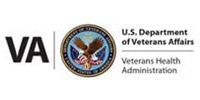 VA
U.S. Department
of Veterans Affairs
Veterans Health
Administration